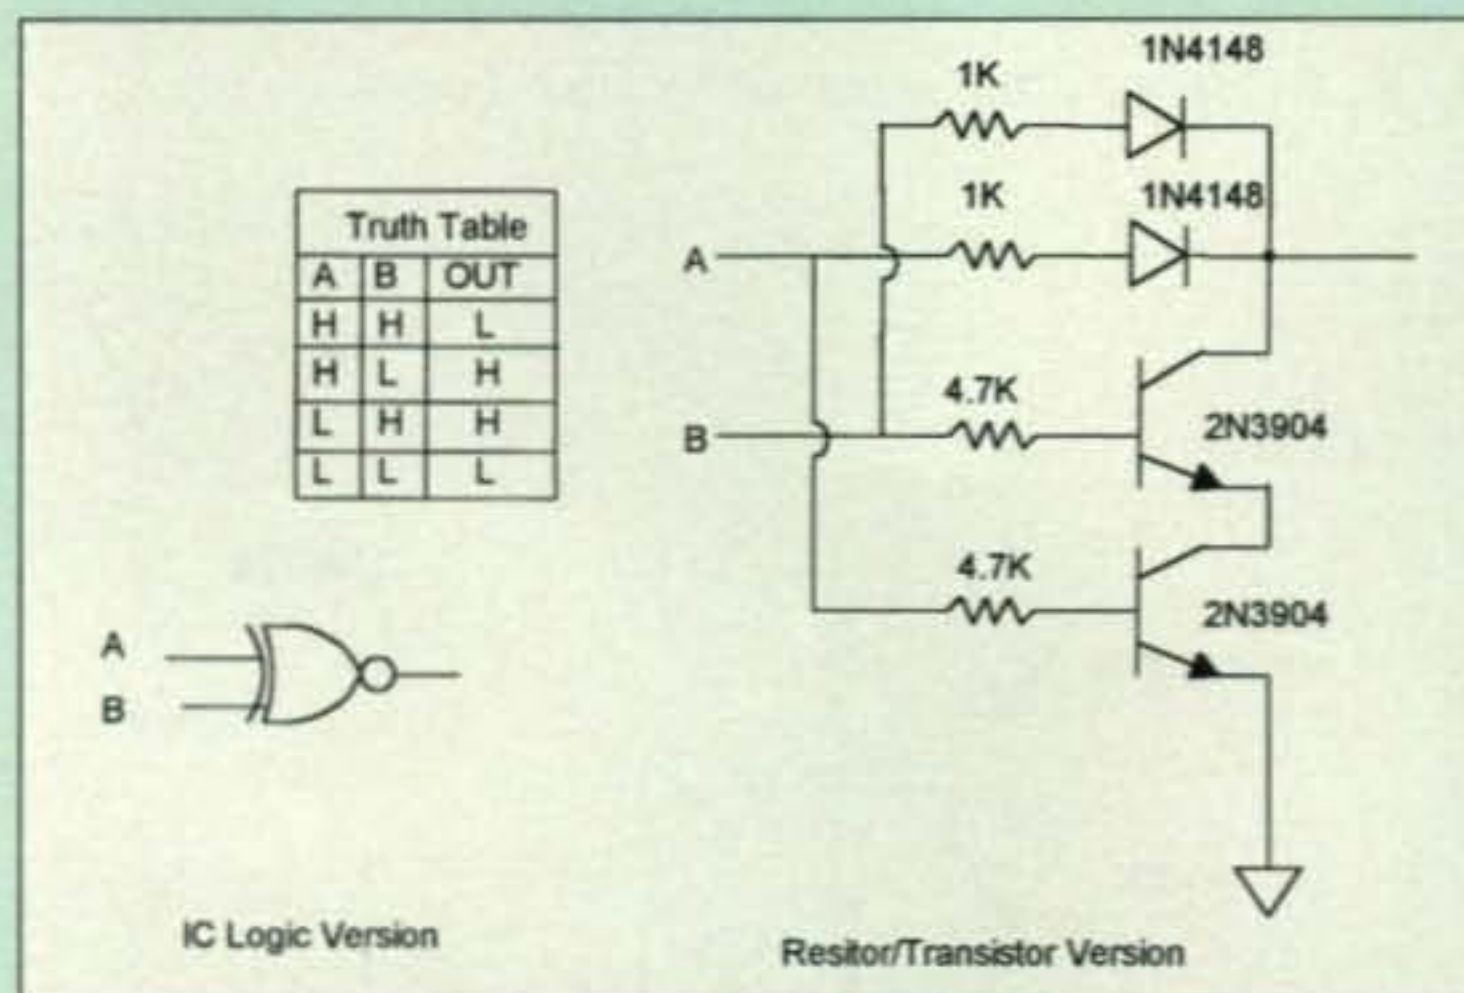 Truth Table
A B OUT
H H L
H L H
L H H
L L L
A
B
IC Logic Version
1K
1N4148
1K
1N4148
A
4.7K
B
2N3904
4.7K
2N3904
Resitor/Transistor Version